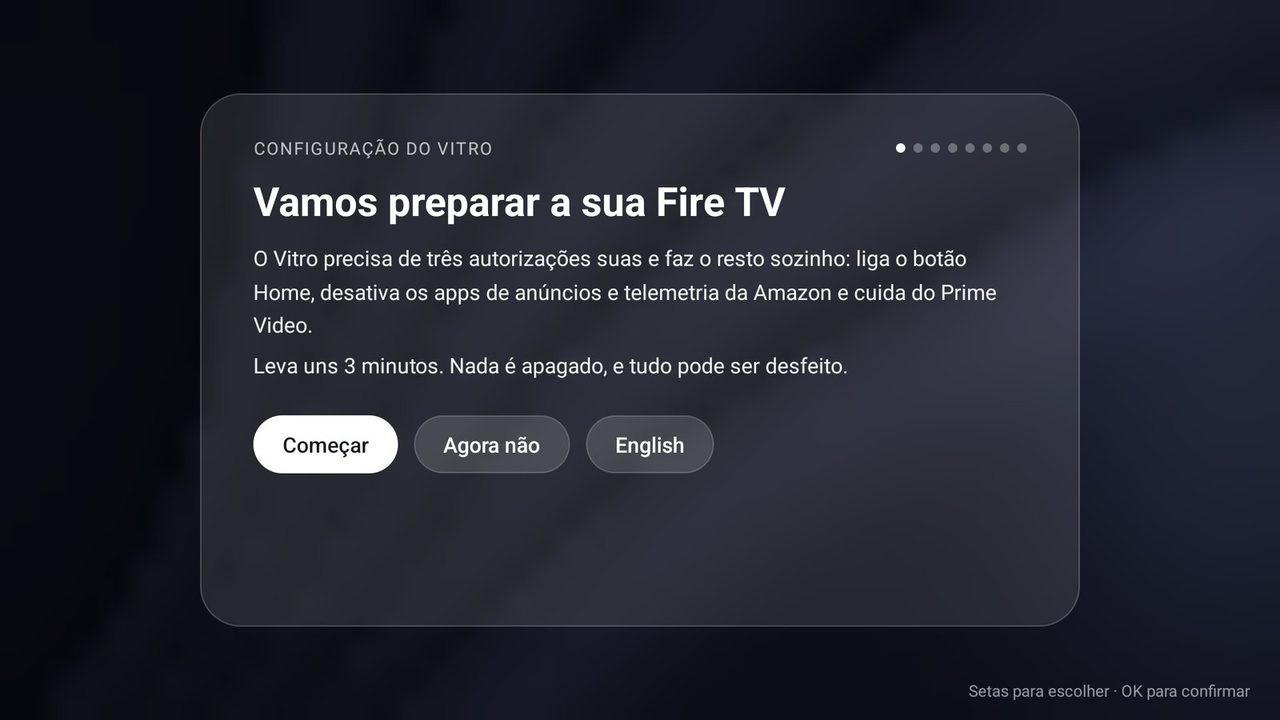 CONFIGURAÇÃO DO VITRO
Vamos preparar a sua Fire TV
O Vitro precisa de três autorizações suas e faz o resto sozinho: liga o botão
Home, desativa os apps de anúncios e telemetria da Amazon e cuida do Prime
Video.
Leva uns 3 minutos. Nada é apagado, e tudo pode ser desfeito.
Começar
Agora não
English
Setas para escolher · OK para confirmar